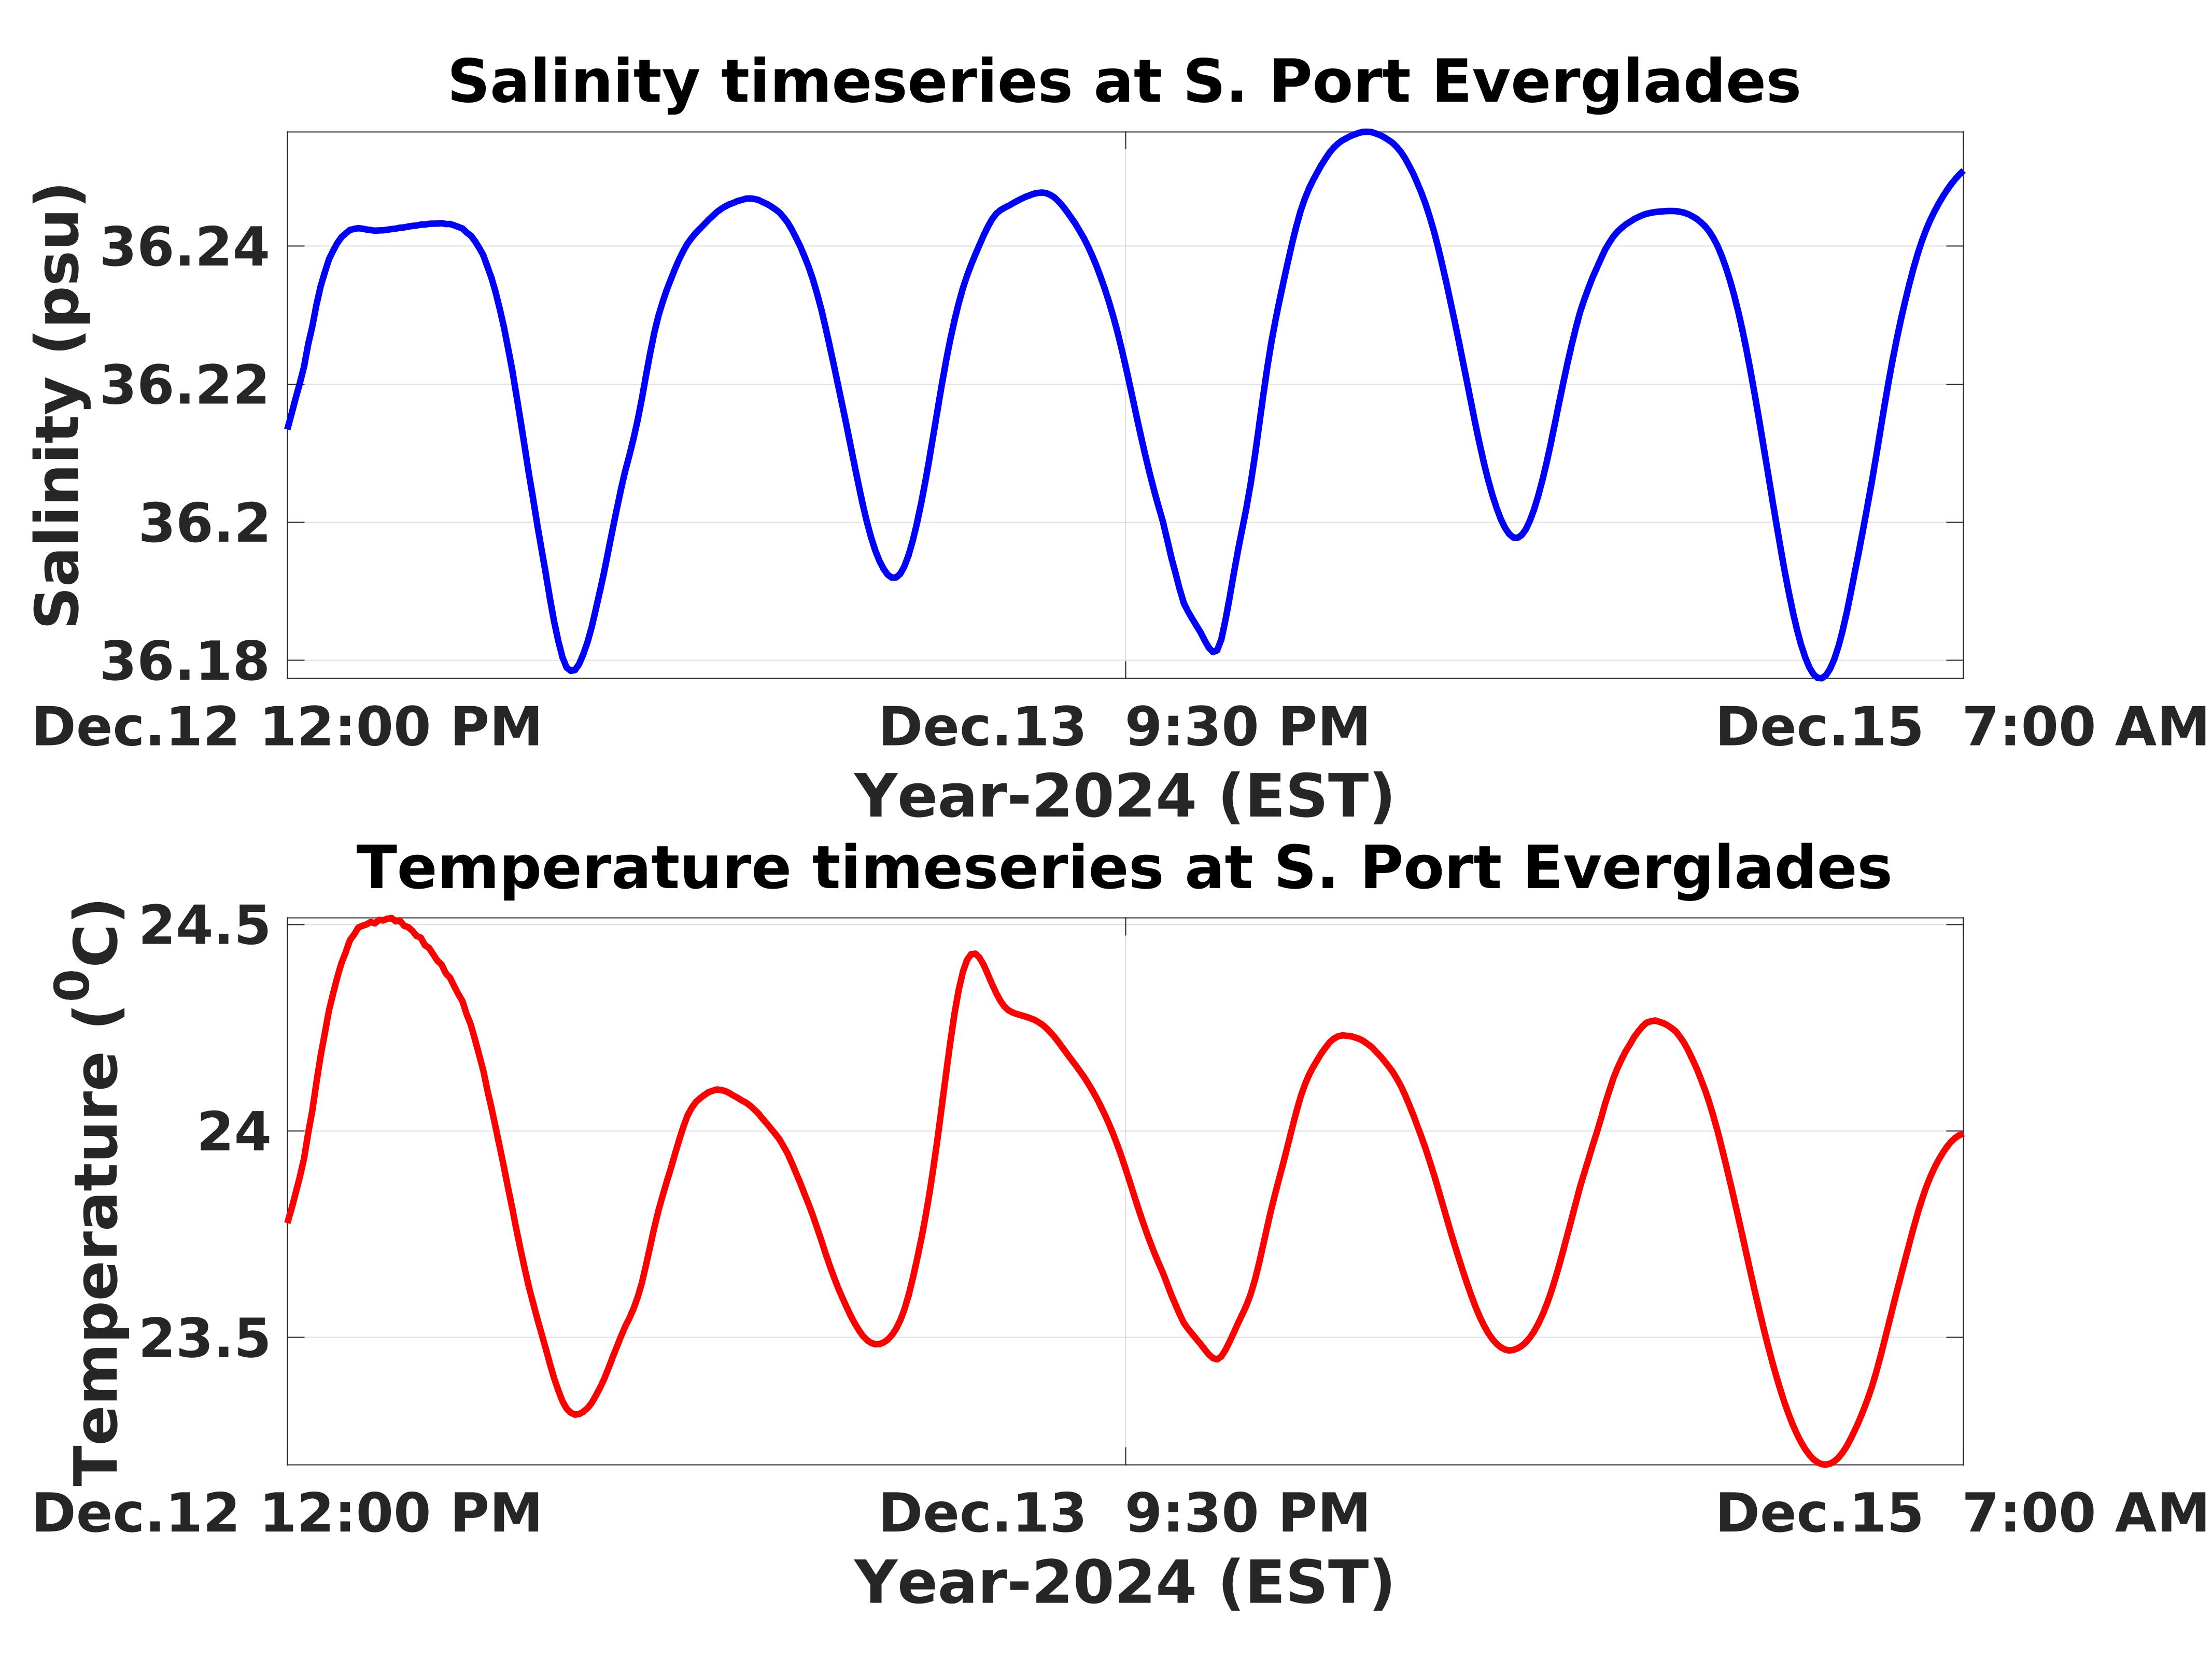 Salinity timeseries at S. Port Everglades
Salinity (psu)
36.24
36.22
36.2
36.18
Dec.12 12:00 PM Dec.13  9:30 PM Dec.15  7:00 AM
Year-2024 (EST)
Temperature timeseries at S. Port Everglades
Temperature (⁰C)
24.5
24
23.5
Dec.12 12:00 PM Dec.13  9:30 PM Dec.15  7:00 AM
Year-2024 (EST)